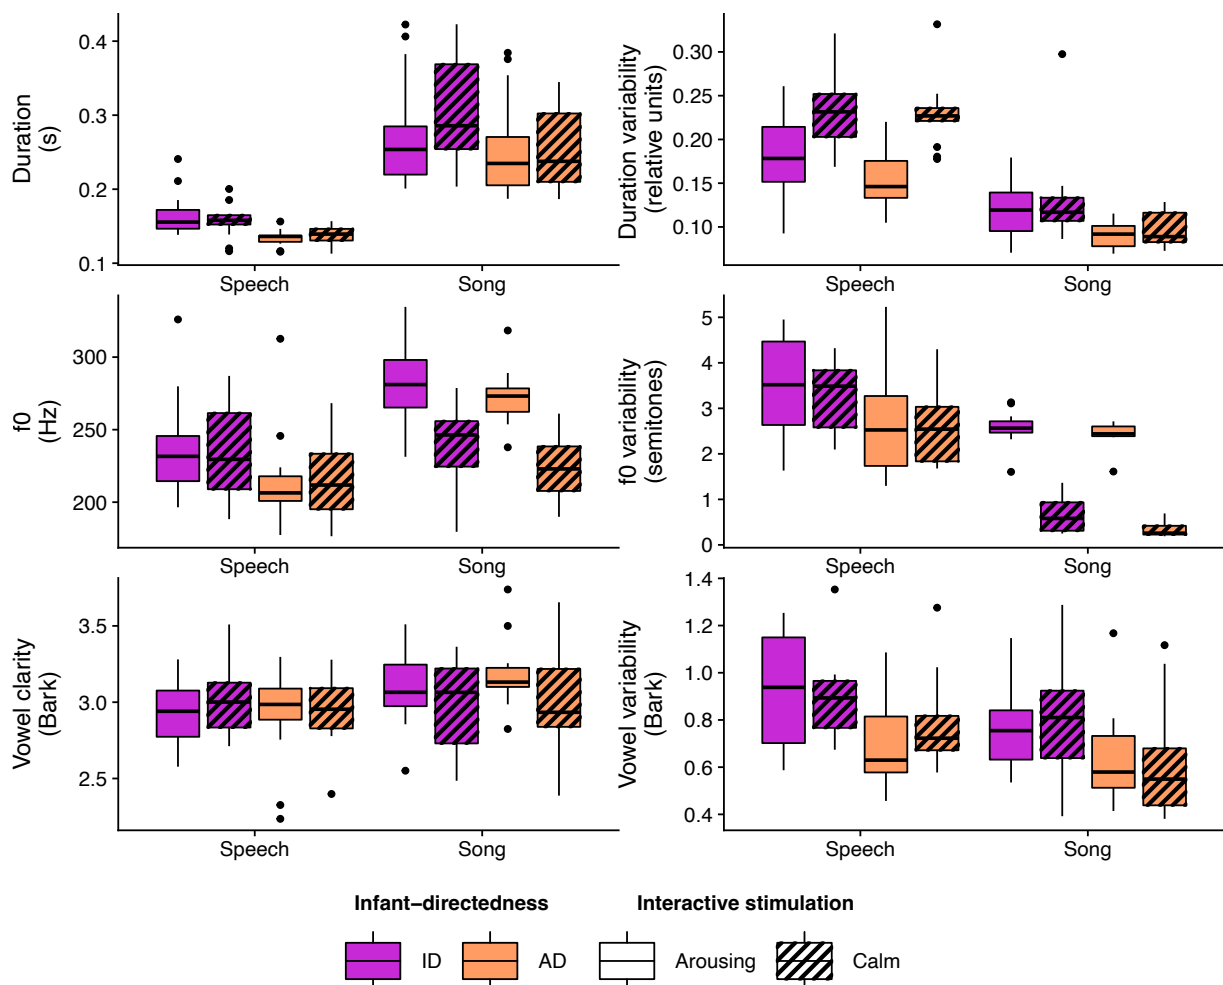 Duration
(s)
0.4
0.3
0.2
0.1
Speech
Song
Duration variability
(relative units)
0.30
0.25
0.20
0.15
0.10
Speech
Song
f0
(Hz)
300
250
200
Speech
Song
f0 variability
(semitones)
5
4
3
2
1
0
Speech
Song
Vowel clarity
(Bark)
3.5
3.0
2.5
Speech
Song
Vowel variability
(Bark)
1.4
1.2
1.0
0.8
0.6
0.4
Speech
Song
Infant−directedness
ID
AD
Interactive stimulation
Arousing
Calm